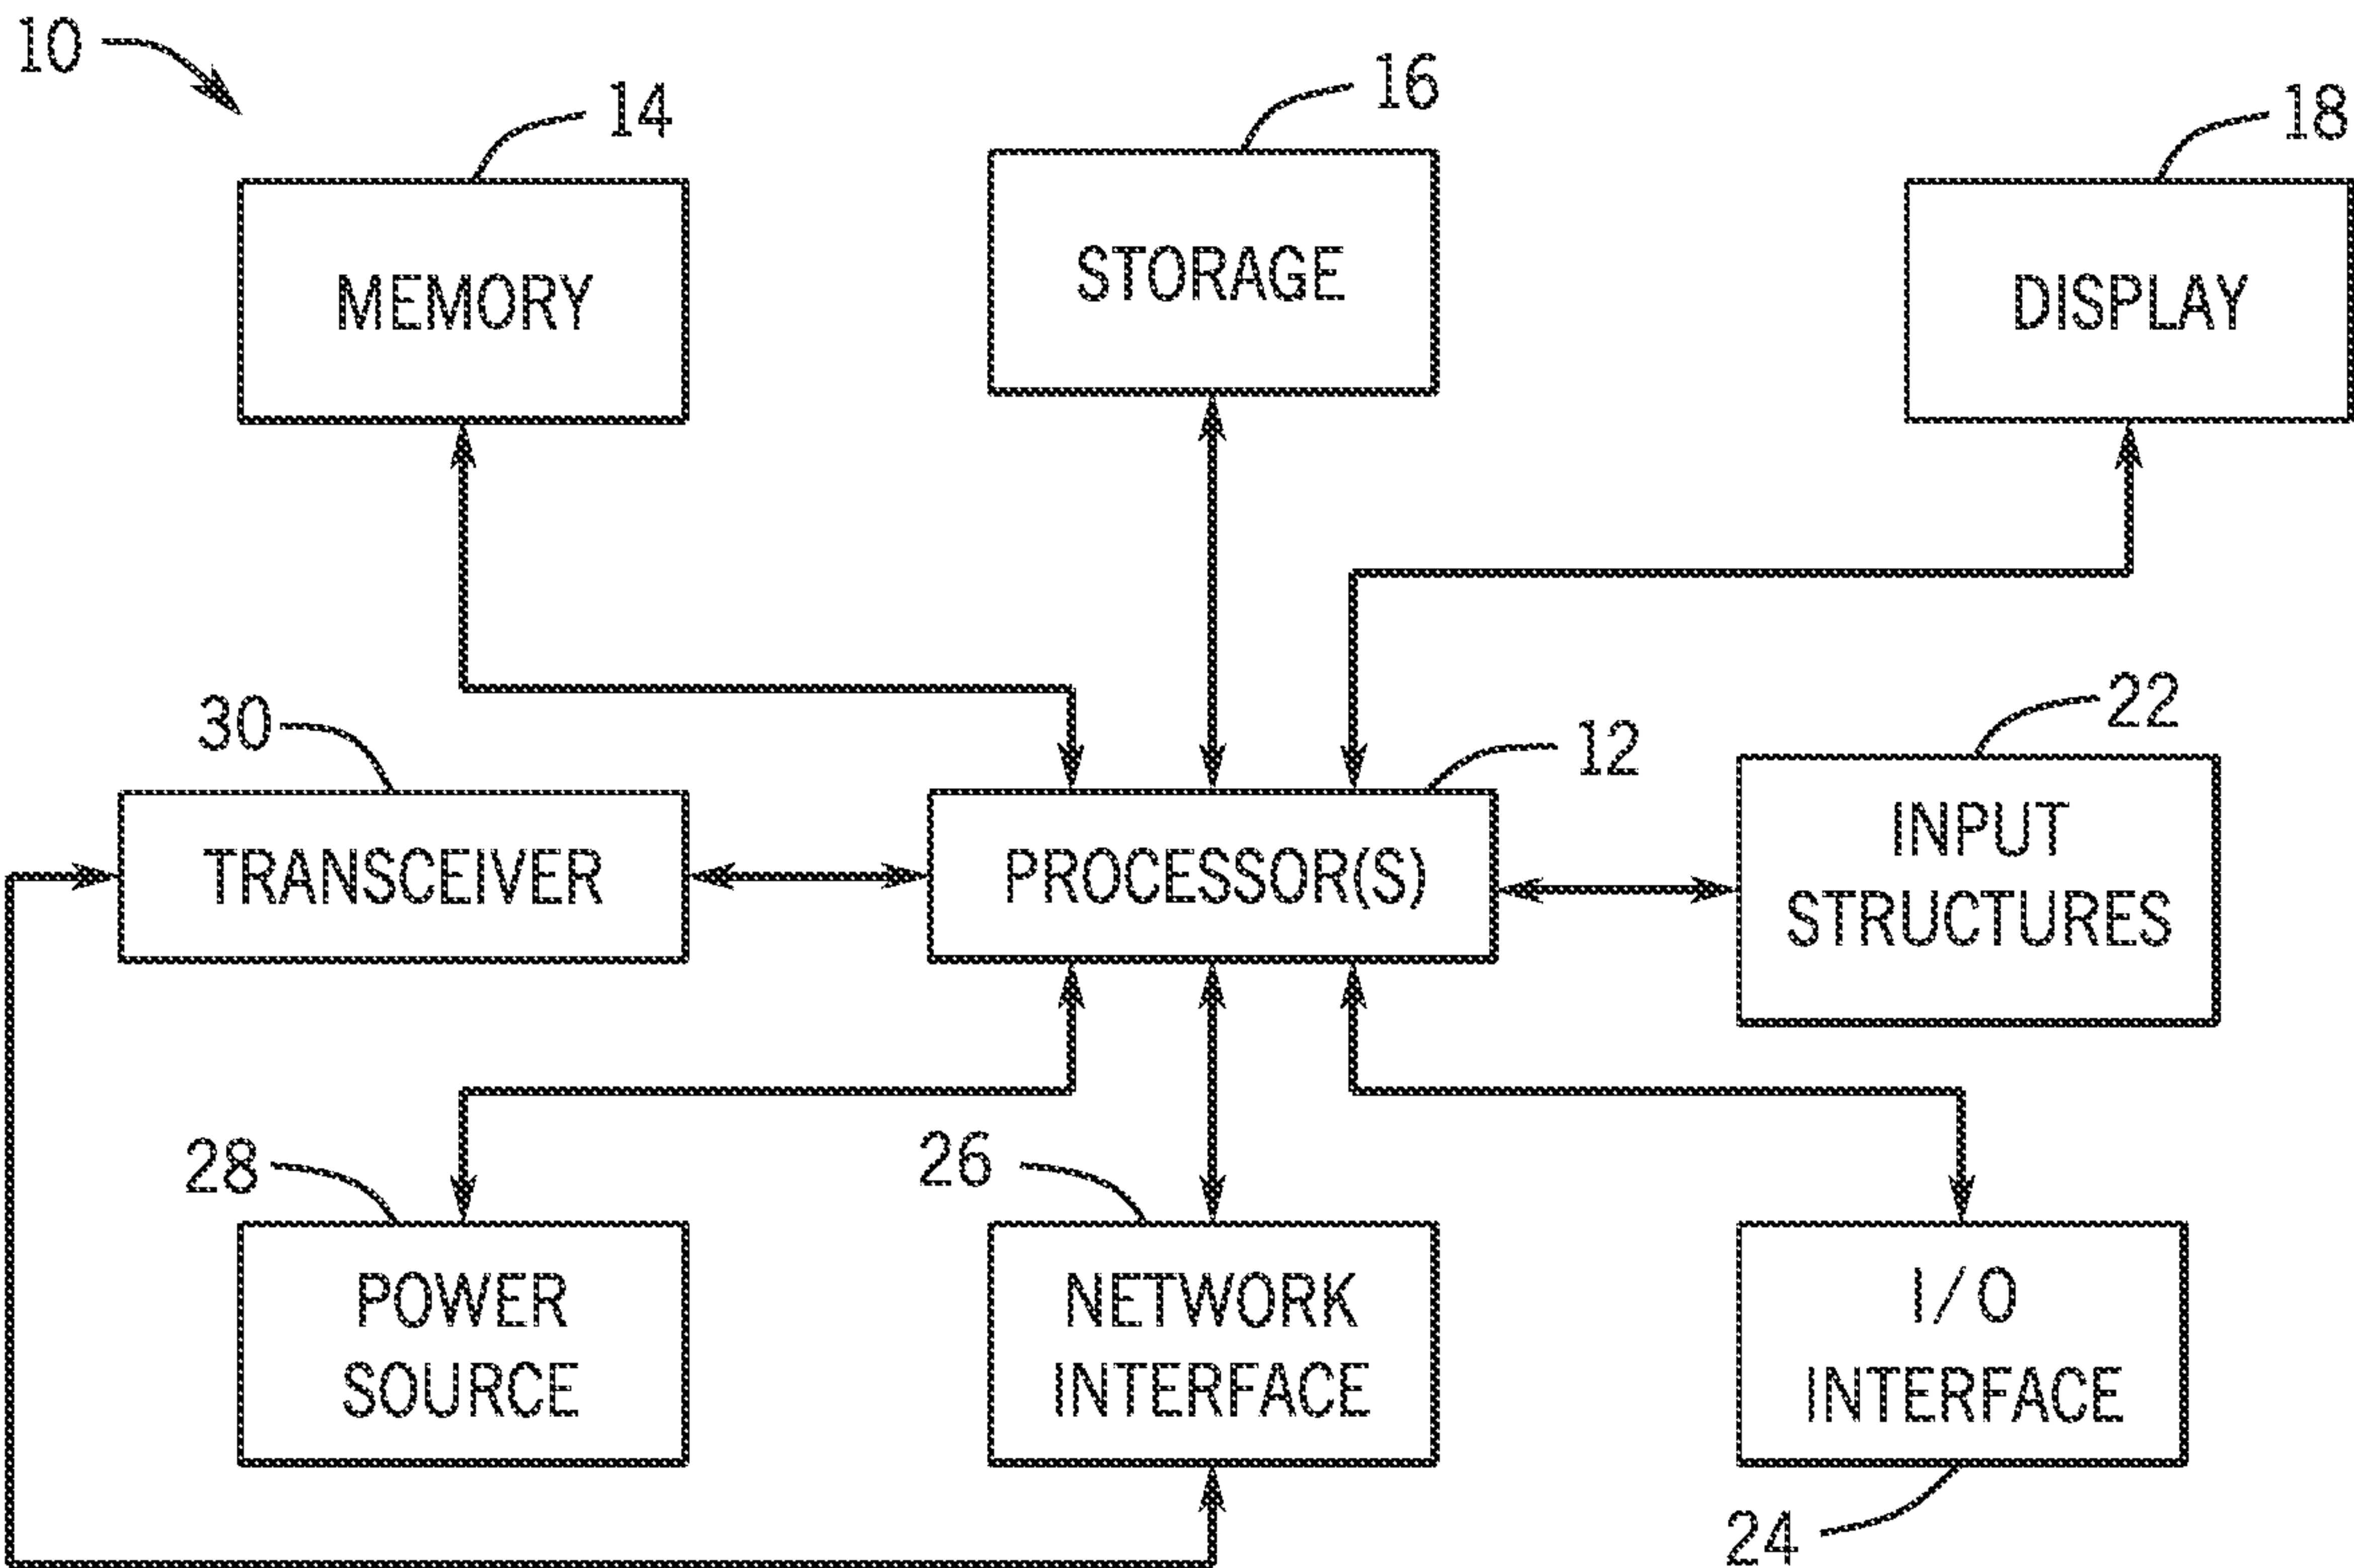 10
14
16
18
MEMORY
STORAGE
DISPLAY
30
12
22
TRANSCEIVER
PROCESSOR(S)
INPUT
STRUCTURES
28
26
POWER
SOURCE
NETWORK
INTERFACE
I/O
INTERFACE
24